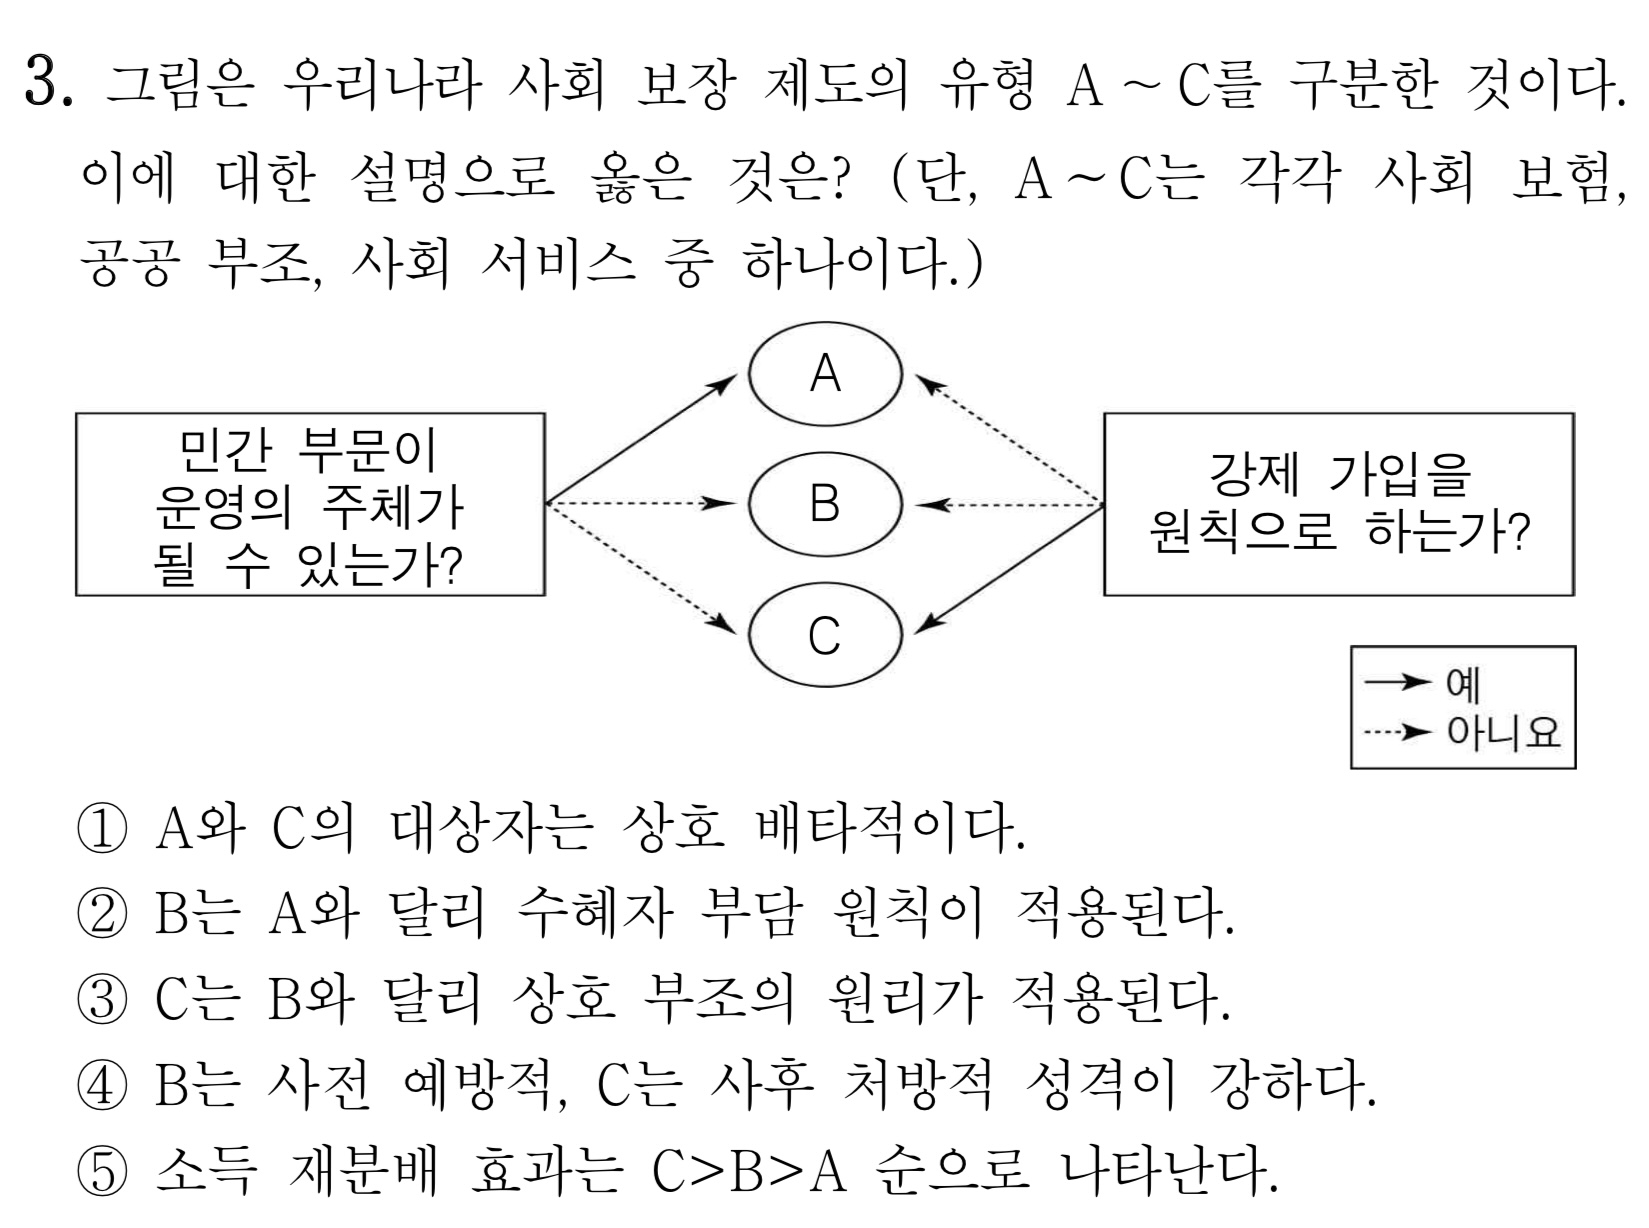 3. 그림은 우리나라 사회 보장 제도의 유형 A ~ C를 구분한 것이다.
이에 대한 설명으로 옳은 것은? (단, A ~ C는 각각 사회 보험,
공공 부조, 사회 서비스 중 하나이다.)
A
민간 부문이
운영의 주체가
될 수 있는가?
B
강제 가입을
원칙으로 하는가?
C
예
아니요
① A와 C의 대상자는 상호 배타적이다.
② B는 A와 달리 수혜자 부담 원칙이 적용된다.
③ C는 B와 달리 상호 부조의 원리가 적용된다.
④ B는 사전 예방적, C는 사후 처방적 성격이 강하다.
⑤ 소득 재분배 효과는 C>B>A 순으로 나타난다.